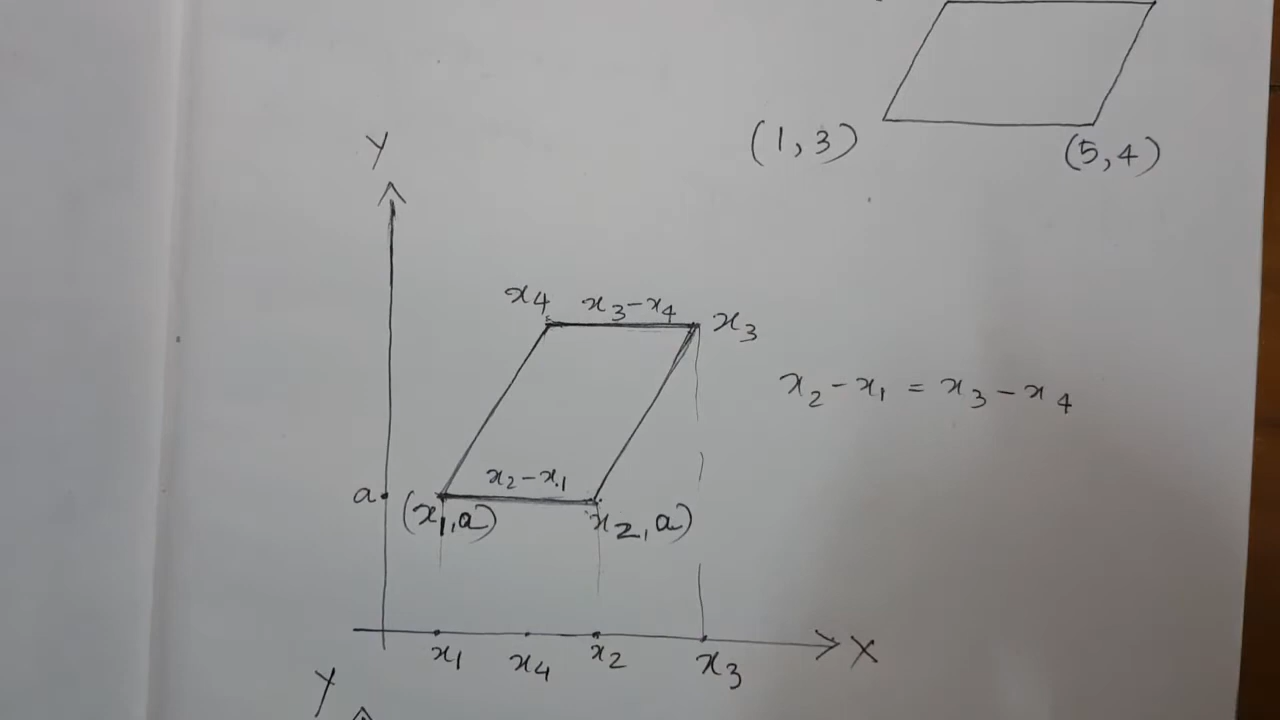 (1,3)
(5,4)
Y
x4 x3-x4 x3
x2-x1 = x3-x4
x2-x1
a (x1,a) x2,a)
x1 x4 x2 x3 X
Y